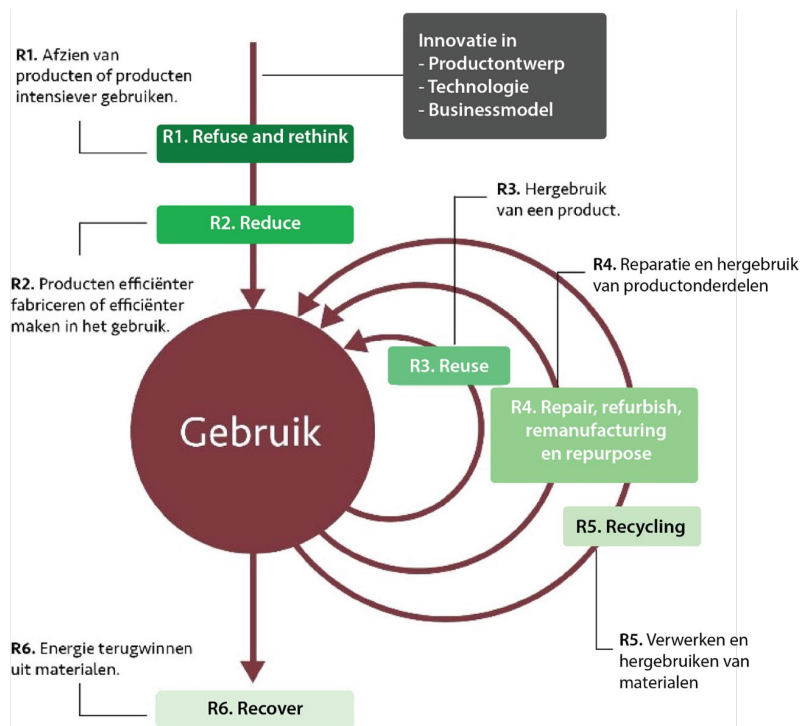 Innovatie in
- Productontwerp
- Technologie
- Businessmodel
R1. Afzien van
producten of producten
intensiever gebruiken.
R1. Refuse and rethink
R2. Reduce
R2. Producten efficiënter
fabriceren of efficiënter
maken in het gebruik.
R3. Hergebruik
van een product.
R4. Reparatie en hergebruik
van productonderdelen
R3. Reuse
R4. Repair, refurbish,
remanufacturing
en repurpose
Gebruik
R5. Recycling
R5. Verwerken en
hergebruiken van
materialen
R6. Energie terugwinnen
uit materialen.
R6. Recover